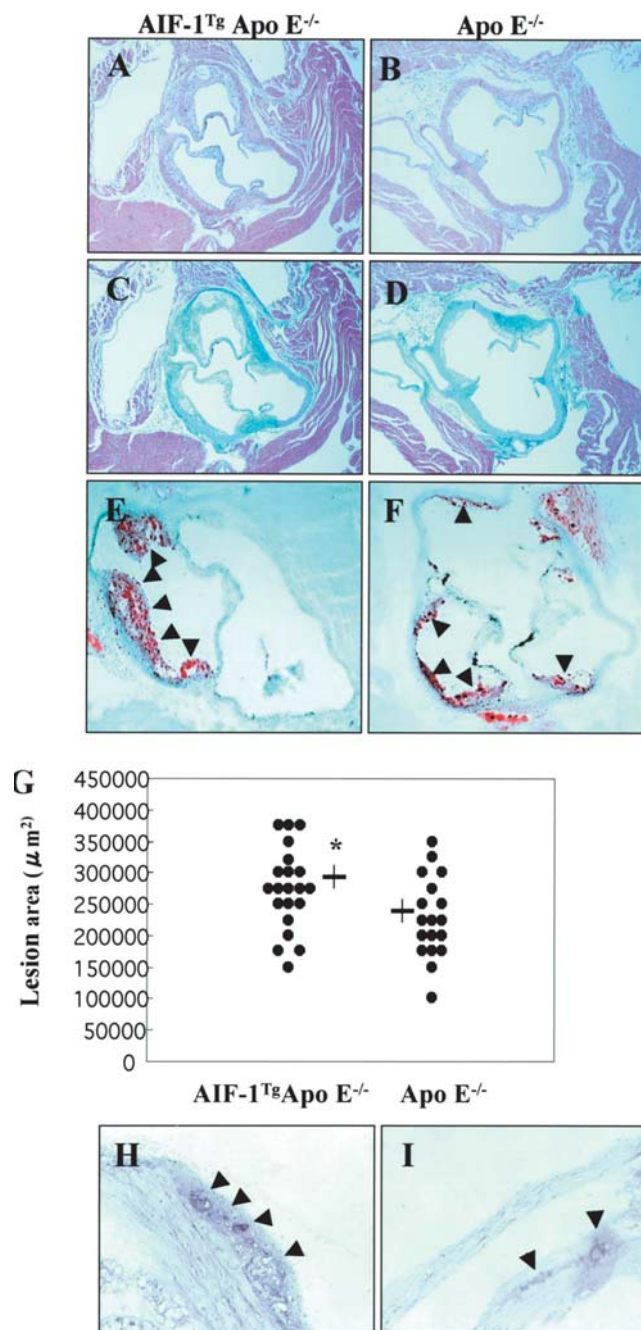 AIF-1ᵀᵍ Apo E⁻/⁻ Apo E⁻/⁻
A B
C D
E F
G
Lesion area (μm²)
450000
400000
350000
300000
250000
200000
150000
100000
50000
0
*
AIF-1ᵀᵍApo E⁻/⁻ Apo E⁻/⁻
H I